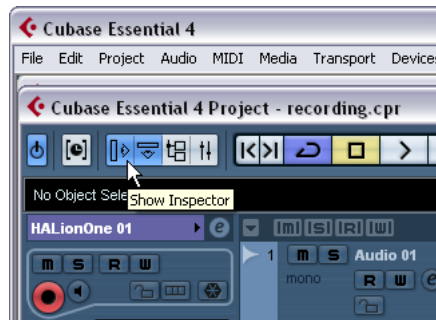 Cubase Essential 4
File Edit Project Audio MIDI Media Transport Devices
Cubase Essential 4 Project - recording.cpr
No Object Sele
Show Inspector
HALionOne 01 e m S R W
1 m S Audio 01
m S R W
mono R W e